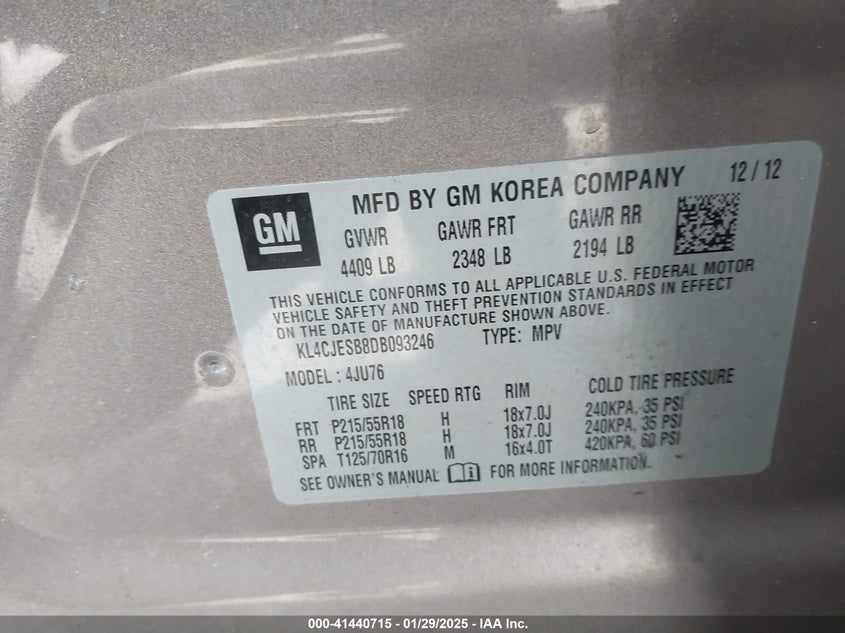 GM
MFD BY GM KOREA COMPANY 12 / 12
GVWR GAWR FRT GAWR RR
4409 LB 2348 LB 2194 LB
THIS VEHICLE CONFORMS TO ALL APPLICABLE U.S. FEDERAL MOTOR
VEHICLE SAFETY AND THEFT PREVENTION STANDARDS IN EFFECT
ON THE DATE OF MANUFACTURE SHOWN ABOVE.
KL4CJESB8DB093246 TYPE: MPV
MODEL : 4JU76
TIRE SIZE SPEED RTG RIM COLD TIRE PRESSURE
FRT P215/55R18 H 18x7.0J 240KPA, 35 PSI
RR P215/55R18 H 18x7.0J 240KPA, 35 PSI
SPA T125/70R16 M 16x4.0T 420KPA, 60 PSI
SEE OWNER'S MANUAL FOR MORE INFORMATION.
000-41440715 - 01/29/2025 - IAA Inc.